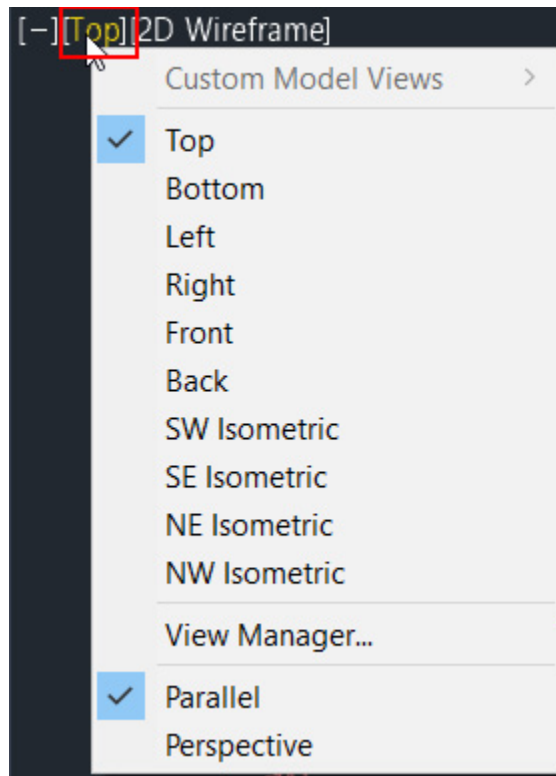 [−][Top][2D Wireframe]
Custom Model Views
Top
Bottom
Left
Right
Front
Back
SW Isometric
SE Isometric
NE Isometric
NW Isometric
View Manager...
Parallel
Perspective